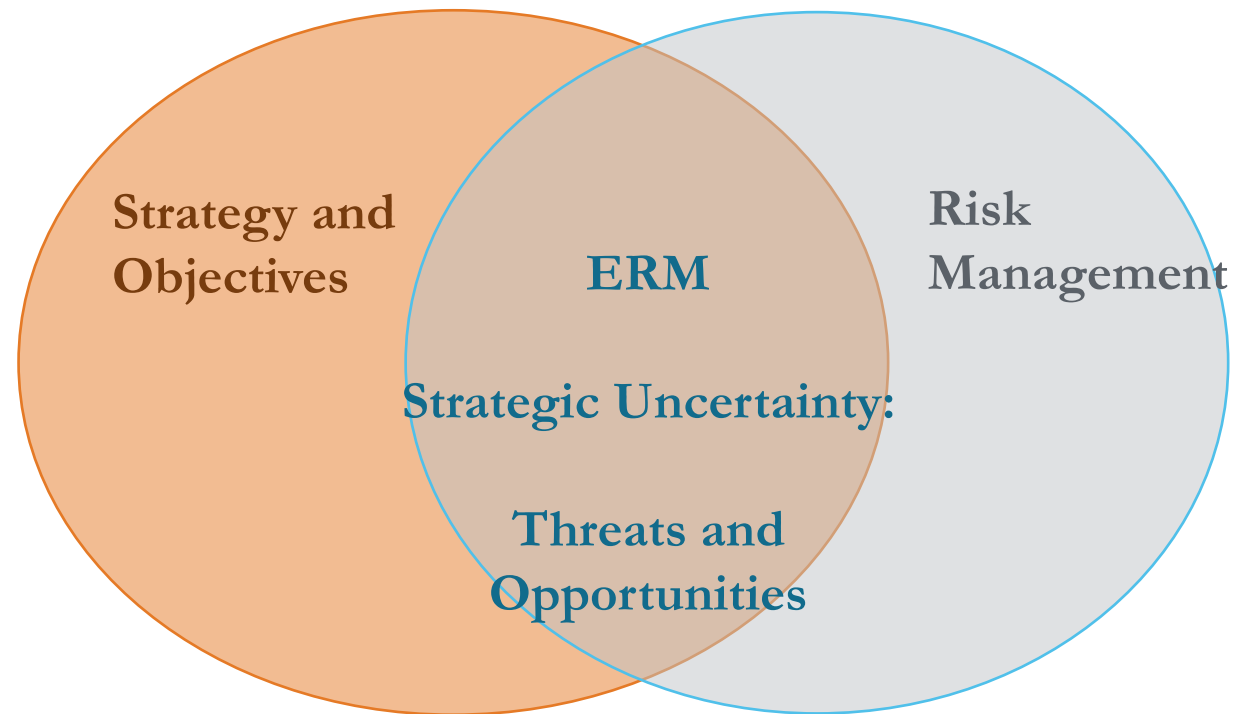 Strategy and
Objectives
ERM
Strategic Uncertainty:
Threats and
Opportunities
Risk
Management